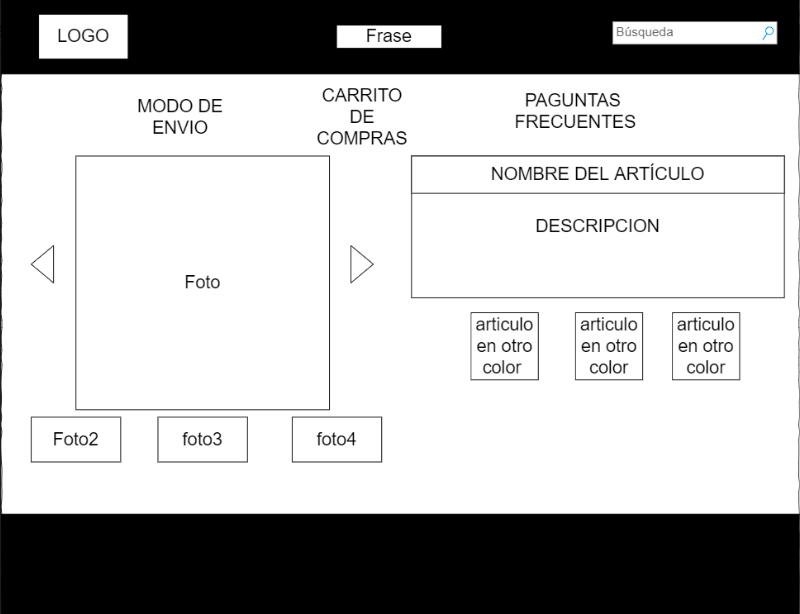 LOGO
Frase
Búsqueda
MODO DE
ENVIO
CARRITO
DE
COMPRAS
PAGUNTAS
FRECUENTES
Foto
NOMBRE DEL ARTÍCULO
DESCRIPCION
articulo
en otro
color
articulo
en otro
color
articulo
en otro
color
Foto2
foto3
foto4